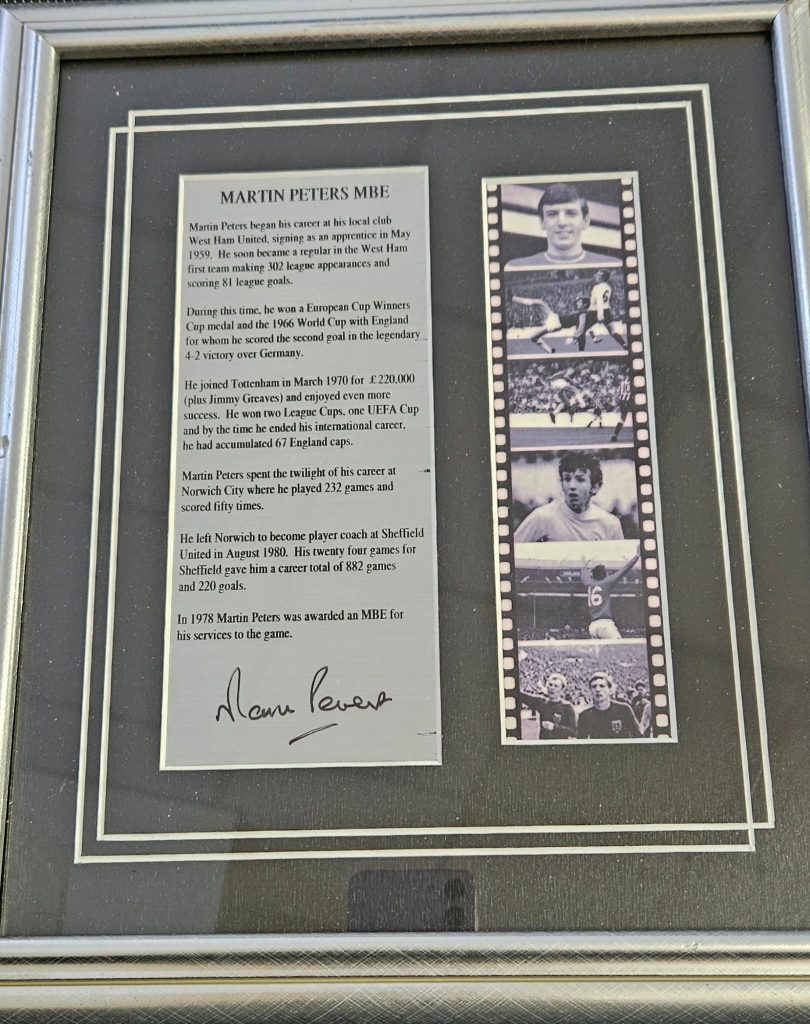 MARTIN PETERS MBE
Martin Peters began his career at his local club
West Ham United, signing as an apprentice in May
1959. He soon became a regular in the West Ham
first team making 302 league appearances and
scoring 81 league goals.
During this time, he won a European Cup Winners
Cup medal and the 1966 World Cup with England
for whom he scored the second goal in the legendary
4-2 victory over Germany.
He joined Tottenham in March 1970 for £220,000
(plus Jimmy Greaves) and enjoyed even more
success. He won two League Cups, one UEFA Cup
and by the time he ended his international career,
he had accumulated 67 England caps.
Martin Peters spent the twilight of his career at
Norwich City where he played 232 games and
scored fifty times.
He left Norwich to become player coach at Sheffield
United in August 1980. His twenty four games for
Sheffield gave him a career total of 882 games
and 220 goals.
In 1978 Martin Peters was awarded an MBE for
his services to the game.
Martin Peters
6
16